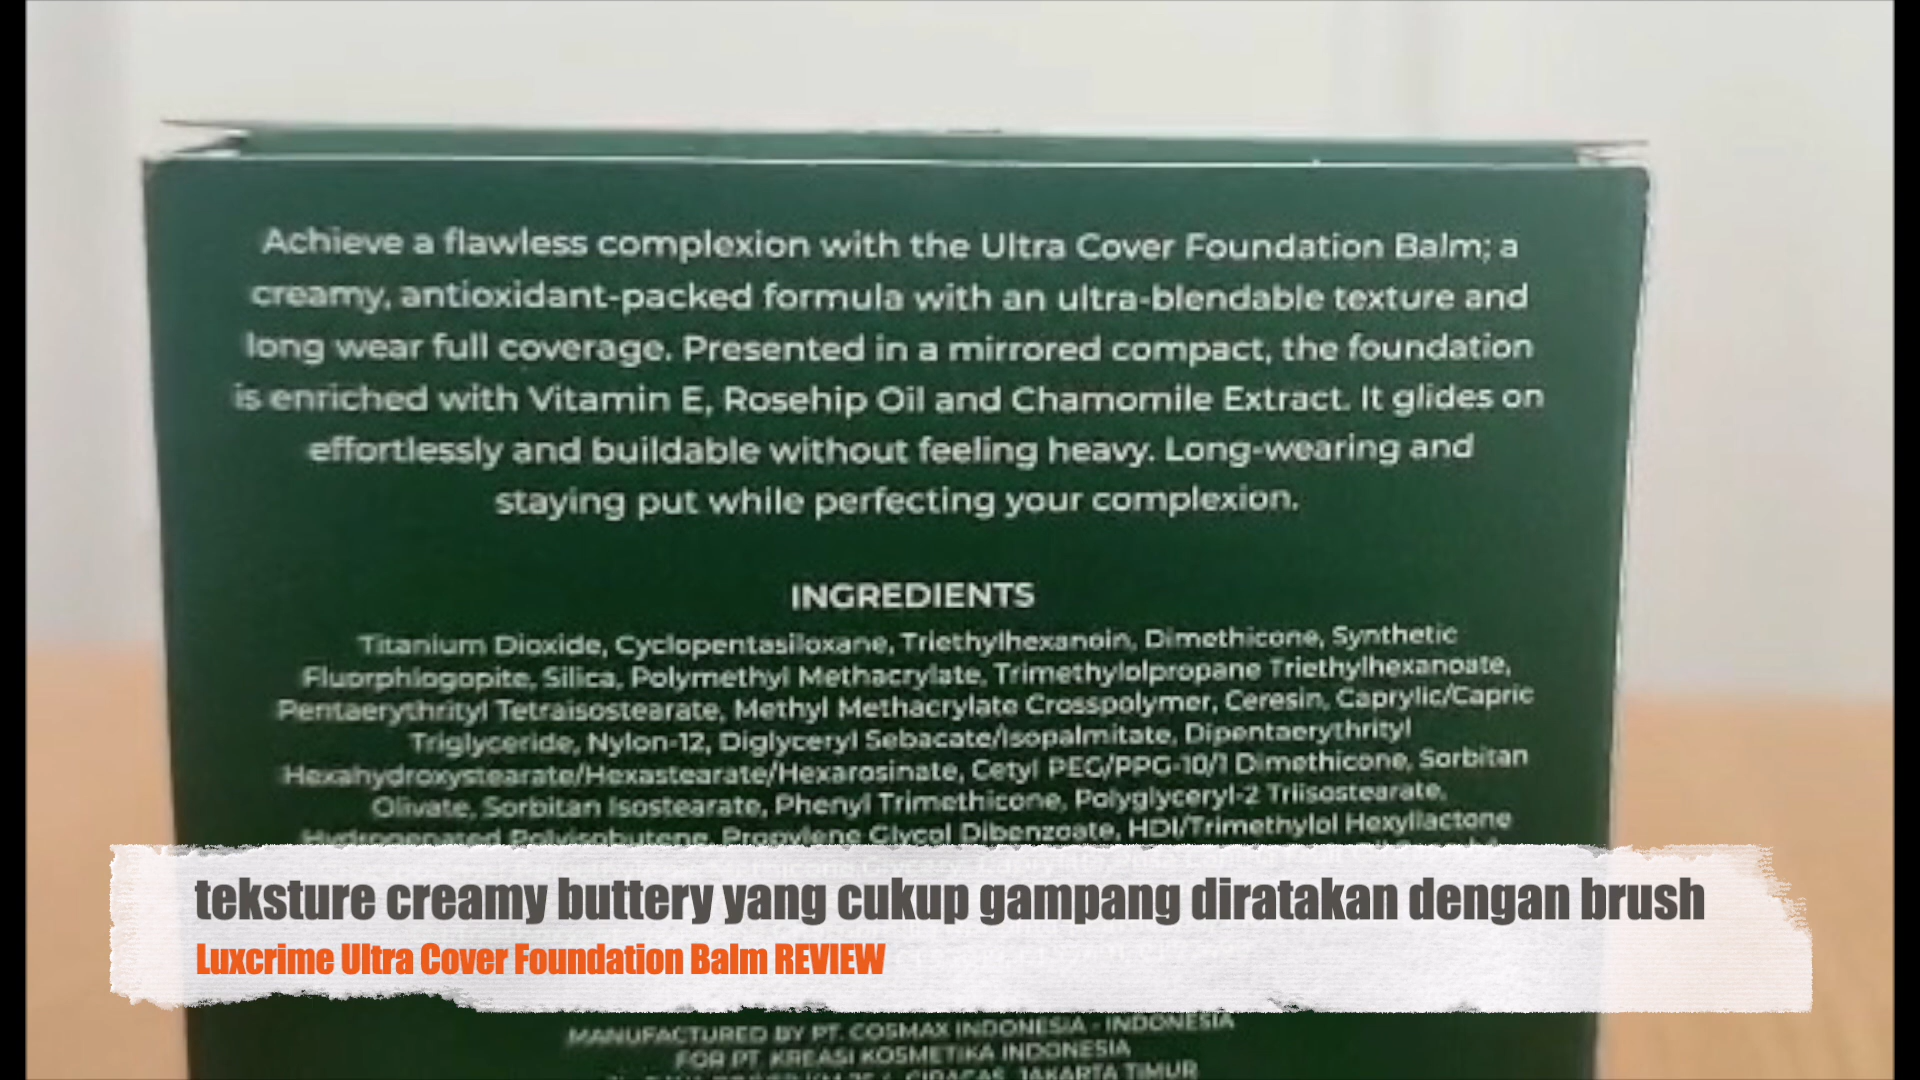 Achieve a flawless complexion with the Ultra Cover Foundation Balm; a
creamy, antioxidant-packed formula with an ultra-blendable texture and
long wear full coverage. Presented in a mirrored compact, the foundation
is enriched with Vitamin E, Rosehip Oil and Chamomile Extract. It glides on
effortlessly and buildable without feeling heavy. Long-wearing and
staying put while perfecting your complexion.
INGREDIENTS
Titanium Dioxide, Cyclopentasiloxane, Triethylhexanoin, Dimethicone, Synthetic
Fluorphlogopite, Silica, Polymethyl Methacrylate, Trimethylolpropane Triethylhexanoate,
Pentaerythrityl Tetraisostearate, Methyl Methacrylate Crosspolymer, Ceresin, Caprylic/Capric
Triglyceride, Nylon-12, Diglyceryl Sebacate/Isopalmitate, Dipentaerythrityl
Hexahydroxystearate/Hexastearate/Hexarosinate, Cetyl PEG/PPG-10/1 Dimethicone, Sorbitan
Olivate, Sorbitan Isostearate, Phenyl Trimethicone, Polyglyceryl-2 Triisostearate,
Hydrogenated Polyisobutene, Propylene Glycol Dibenzoate, HDI/Trimethylol Hexyllactone
teksture creamy buttery yang cukup gampang diratakan dengan brush
Luxcrime Ultra Cover Foundation Balm REVIEW
MANUFACTURED BY PT. COSMAX INDONESIA - INDONESIA
FOR PT. KREASI KOSMETIKA INDONESIA
CIRACAS, JAKARTA TIMUR